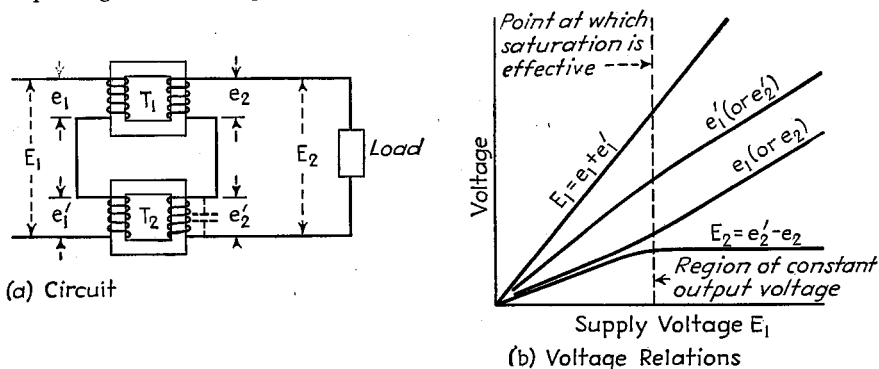 e₁
T₁
e₂
E₁
E₂
Load
e₁'
T₂
e₂'
(a) Circuit
Point at which
saturation is
effective
Voltage
E₁=e₁+e₁'
e₁'(or e₂')
e₁(or e₂)
E₂=e₂'-e₂
Region of constant
output voltage
Supply Voltage E₁
(b) Voltage Relations